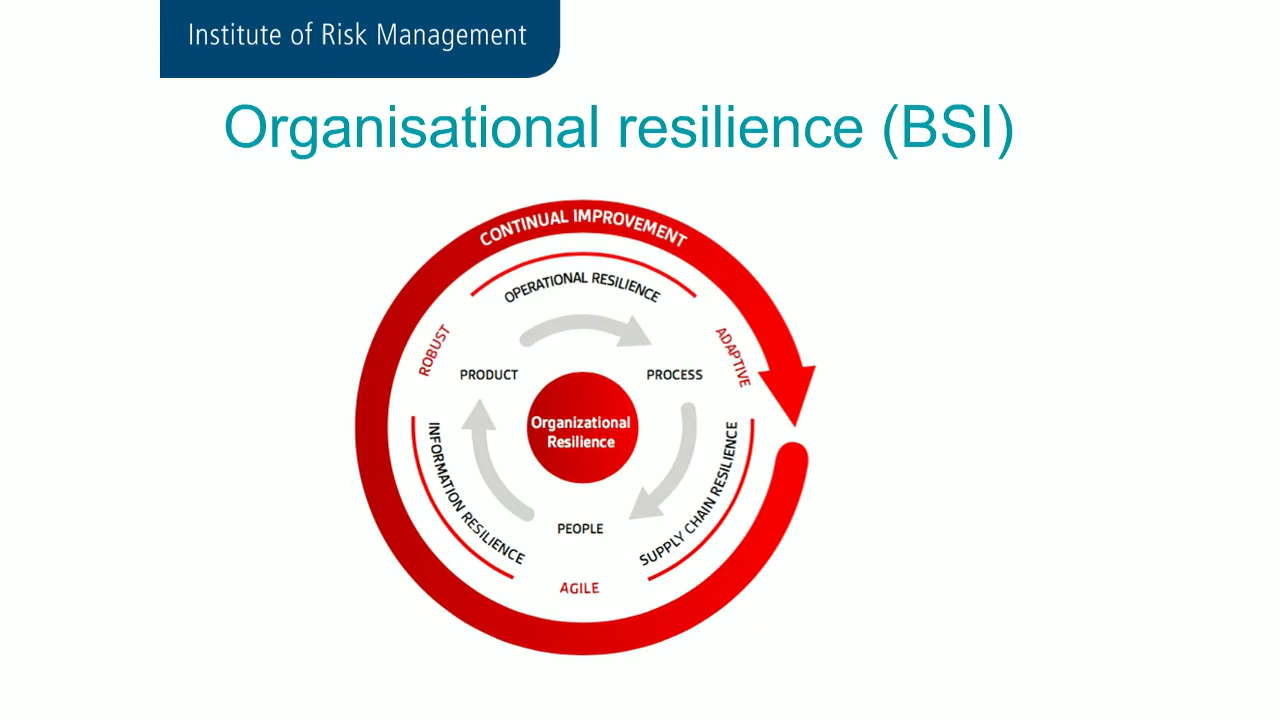 Institute of Risk Management
Organisational resilience (BSI)
CONTINUAL IMPROVEMENT
OPERATIONAL RESILIENCE
ROBUST
ADAPTIVE
PRODUCT
PROCESS
Organizational
Resilience
INFORMATION RESILIENCE
SUPPLY CHAIN RESILIENCE
PEOPLE
AGILE